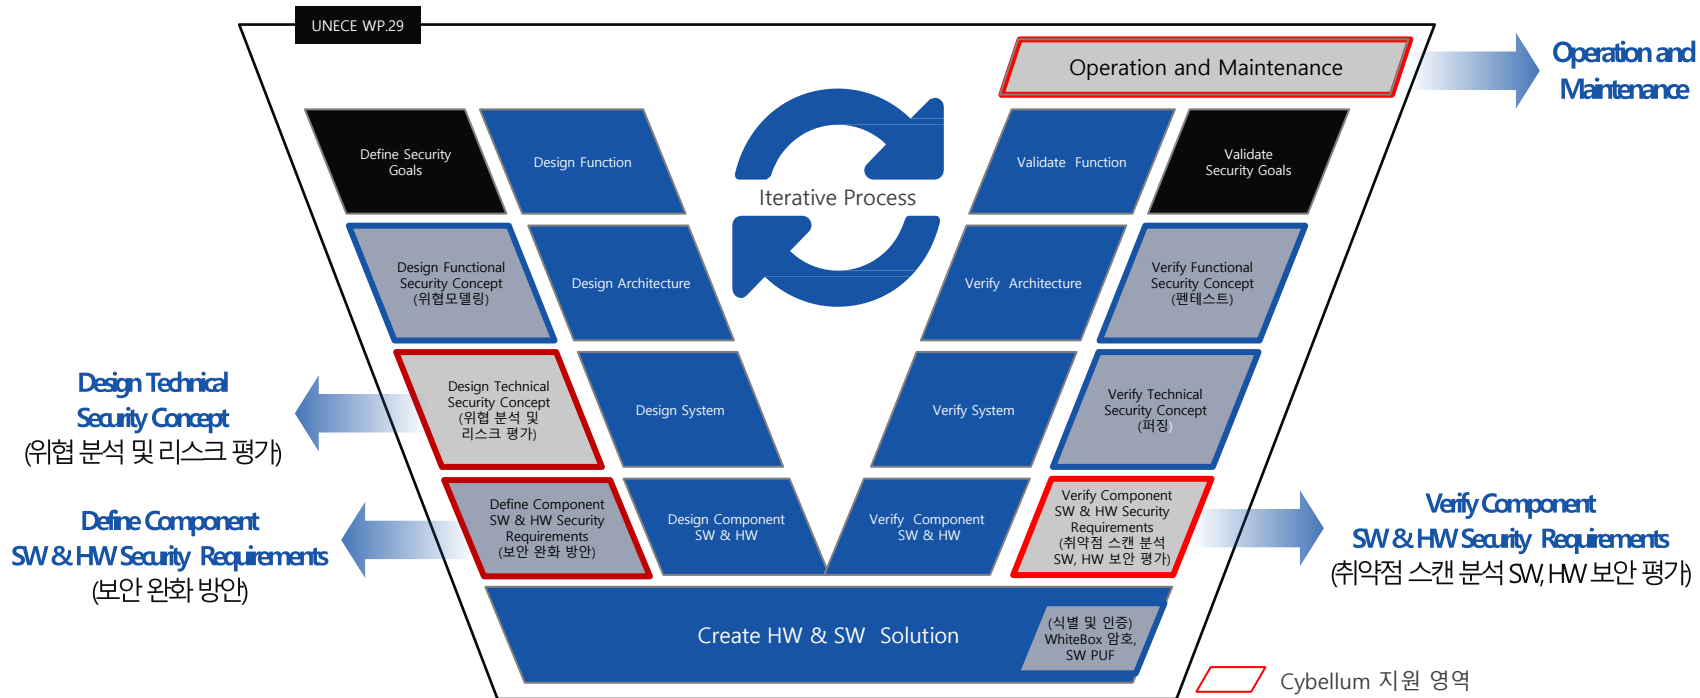 UNECE WP.29
Operation and Maintenance
Operation and
Maintenance
Define Security
Goals
Design Function
Iterative Process
Validate Function
Validate
Security Goals
Design Functional
Security Concept
(위협모델링)
Design Architecture
Verify Architecture
Verify Functional
Security Concept
(펜테스트)
Design Technical
Security Concept
(위협 분석 및 리스크 평가)
Design Technical
Security Concept
(위협 분석 및
리스크 평가)
Design System
Verify System
Verify Technical
Security Concept
(퍼징)
Define Component
SW & HW Security Requirements
(보안 완화 방안)
Define Component
SW & HW Security
Requirements
(보안 완화 방안)
Design Component
SW & HW
Verify Component
SW & HW
Verify Component
SW & HW Security
Requirements
(취약점 스캔 분석
SW, HW 보안 평가)
Verify Component
SW & HW Security Requirements
(취약점 스캔 분석 SW, HW 보안 평가)
Create HW & SW Solution
(식별 및 인증)
WhiteBox 암호,
SW PUF
Cybellum 지원 영역